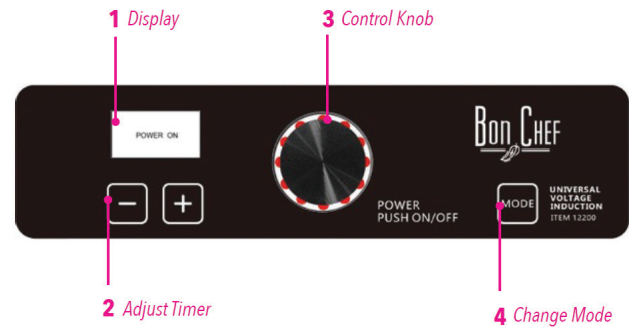 1 Display
3 Control Knob
POWER ON
BON CHEF
− +
POWER
PUSH ON/OFF
MODE
UNIVERSAL
VOLTAGE
INDUCTION
ITEM 12200
2 Adjust Timer
4 Change Mode